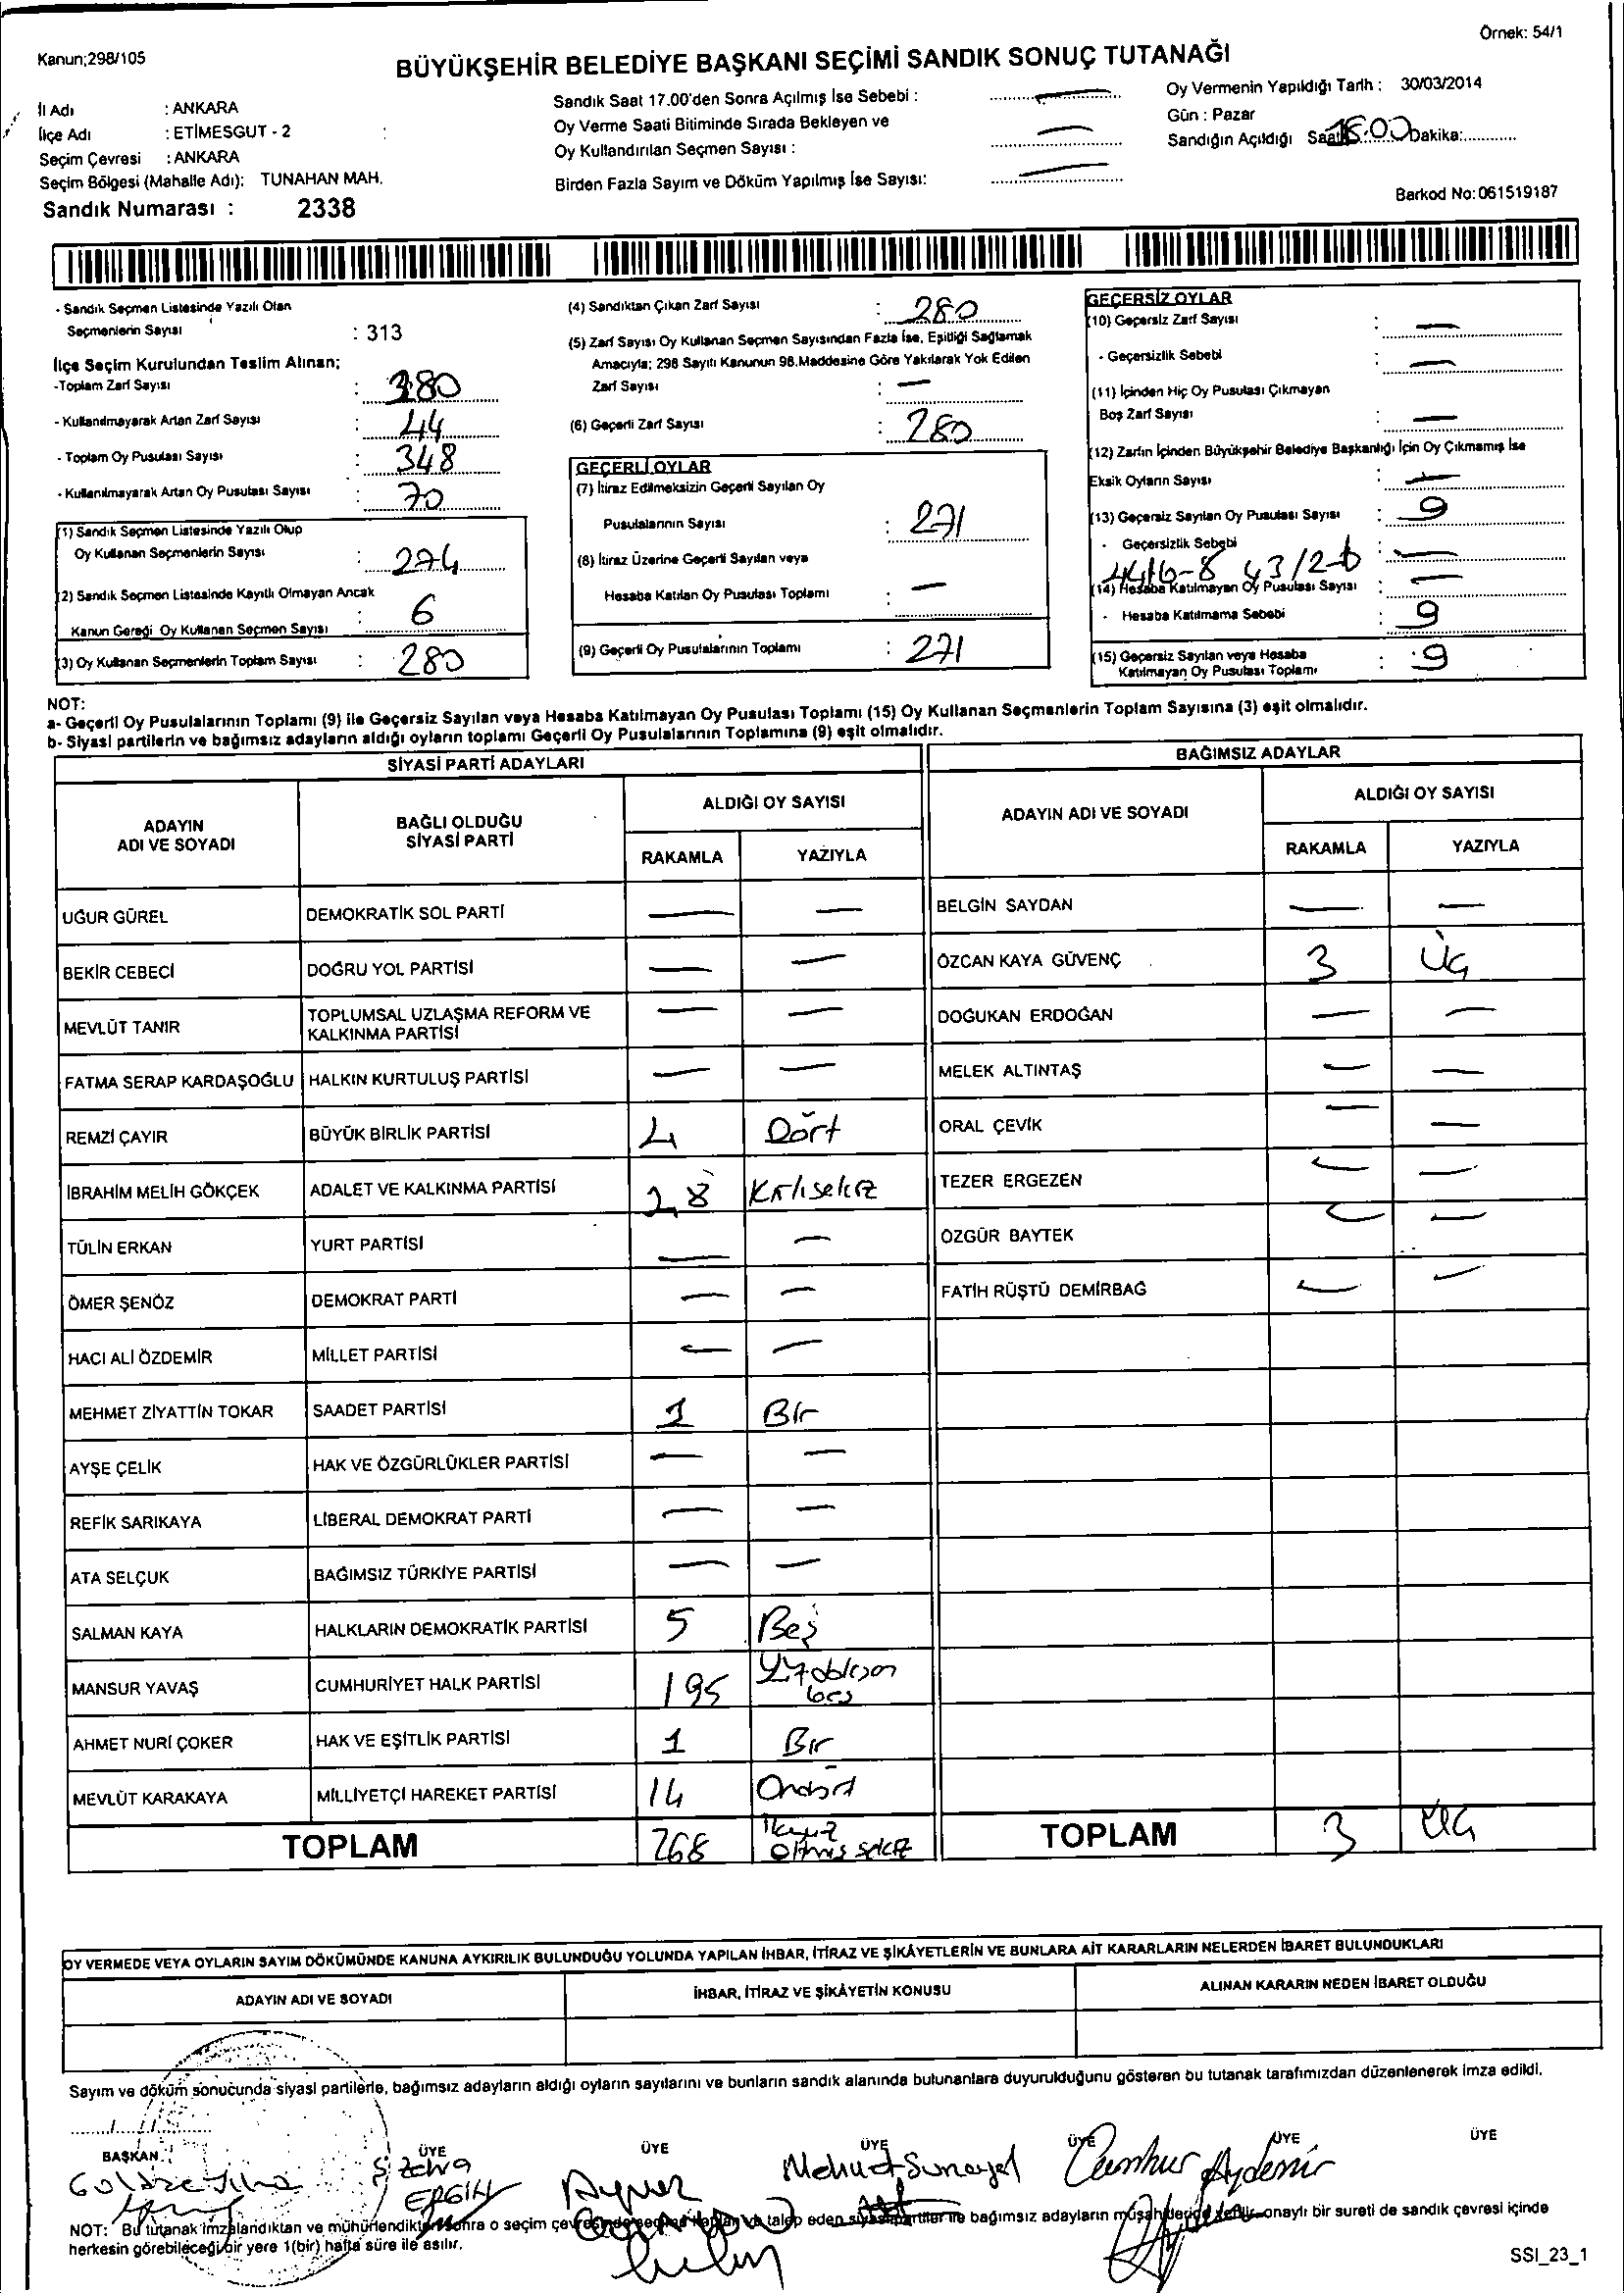 Örnek: 54/1
Kanun;298/105
BÜYÜKŞEHİR BELEDİYE BAŞKANI SEÇİMİ SANDIK SONUÇ TUTANAĞI
İl Adı : ANKARA
İlçe Adı : ETİMESGUT - 2
Seçim Çevresi : ANKARA
Seçim Bölgesi (Mahalle Adı): TUNAHAN MAH.
Sandık Numarası : 2338
Sandık Saat 17.00'den Sonra Açılmış İse Sebebi : —
Oy Verme Saati Bitiminde Sırada Bekleyen ve
Oy Kullandırılan Seçmen Sayısı : —
Birden Fazla Sayım ve Döküm Yapılmış İse Sayısı: —
Oy Vermenin Yapıldığı Tarih : 30/03/2014
Gün : Pazar
Sandığın Açıldığı Saat Dakika:
Barkod No:061519187
- Sandık Seçmen Listesinde Yazılı Olan
Seçmenlerin Sayısı : 313
İlçe Seçim Kurulundan Teslim Alınan;
-Toplam Zarf Sayısı : 380
- Kullanılmayarak Artan Zarf Sayısı : 44
- Toplam Oy Pusulası Sayısı : 348
- Kullanılmayarak Artan Oy Pusulası Sayısı : 70
(1) Sandık Seçmen Listesinde Yazılı Olup
Oy Kullanan Seçmenlerin Sayısı : 274
(2) Sandık Seçmen Listesinde Kayıtlı Olmayan Ancak
Kanun Gereği Oy Kullanan Seçmen Sayısı : 6
(3) Oy Kullanan Seçmenlerin Toplam Sayısı : 280
(4) Sandıktan Çıkan Zarf Sayısı : 280
(5) Zarf Sayısı Oy Kullanan Seçmen Sayısından Fazla İse, Eşitliği Sağlamak
Amacıyla; 298 Sayılı Kanunun 98.Maddesine Göre Yakılarak Yok Edilen
Zarf Sayısı : —
(6) Geçerli Zarf Sayısı : 280
GEÇERLİ OYLAR
(7) İtiraz Edilmeksizin Geçerli Sayılan Oy
Pusulalarının Sayısı : 271
(8) İtiraz Üzerine Geçerli Sayılan veya
Hesaba Katılan Oy Pusulası Toplamı : —
(9) Geçerli Oy Pusulalarının Toplamı : 271
GEÇERSİZ OYLAR
(10) Geçersiz Zarf Sayısı : —
- Geçersizlik Sebebi : —
(11) İçinden Hiç Oy Pusulası Çıkmayan
Boş Zarf Sayısı : —
(12) Zarfın İçinden Büyükşehir Belediye Başkanlığı İçin Oy Çıkmamış İse
Eksik Oyların Sayısı : —
(13) Geçersiz Sayılan Oy Pusulası Sayısı : 9
- Geçersizlik Sebebi : —
(14) Hesaba Katılmayan Oy Pusulası Sayısı : —
- Hesaba Katılmama Sebebi : 9
(15) Geçersiz Sayılan veya Hesaba
Katılmayan Oy Pusulası Toplamı : 9
NOT:
a- Geçerli Oy Pusulalarının Toplamı (9) ile Geçersiz Sayılan veya Hesaba Katılmayan Oy Pusulası Toplamı (15) Oy Kullanan Seçmenlerin Toplam Sayısına (3) eşit olmalıdır.
b- Siyasi partilerin ve bağımsız adayların aldığı oyların toplamı Geçerli Oy Pusulalarının Toplamına (9) eşit olmalıdır.
SİYASİ PARTİ ADAYLARI
ADAYIN
ADI VE SOYADI
BAĞLI OLDUĞU
SİYASİ PARTİ
ALDIĞI OY SAYISI
RAKAMLA YAZIYLA
UĞUR GÜREL DEMOKRATİK SOL PARTİ — —
BEKİR CEBECİ DOĞRU YOL PARTİSİ — —
MEVLÜT TANIR TOPLUMSAL UZLAŞMA REFORM VE
KALKINMA PARTİSİ — —
FATMA SERAP KARDAŞOĞLU HALKIN KURTULUŞ PARTİSİ — —
REMZİ ÇAYIR BÜYÜK BİRLİK PARTİSİ 4 Dört
İBRAHİM MELİH GÖKÇEK ADALET VE KALKINMA PARTİSİ
TÜLİN ERKAN YURT PARTİSİ — —
ÖMER ŞENÖZ DEMOKRAT PARTİ — —
HACI ALİ ÖZDEMİR MİLLET PARTİSİ — —
MEHMET ZİYATTİN TOKAR SAADET PARTİSİ 1 Bir
AYŞE ÇELİK HAK VE ÖZGÜRLÜKLER PARTİSİ — —
REFİK SARIKAYA LİBERAL DEMOKRAT PARTİ — —
ATA SELÇUK BAĞIMSIZ TÜRKİYE PARTİSİ — —
SALMAN KAYA HALKLARIN DEMOKRATİK PARTİSİ 5 Beş
MANSUR YAVAŞ CUMHURİYET HALK PARTİSİ 195
AHMET NURİ ÇOKER HAK VE EŞİTLİK PARTİSİ 1 Bir
MEVLÜT KARAKAYA MİLLİYETÇİ HAREKET PARTİSİ 14 Ondört
TOPLAM 268
BAĞIMSIZ ADAYLAR
ADAYIN ADI VE SOYADI
ALDIĞI OY SAYISI
RAKAMLA YAZIYLA
BELGİN SAYDAN — —
ÖZCAN KAYA GÜVENÇ 3 Üç
DOĞUKAN ERDOĞAN — —
MELEK ALTINTAŞ — —
ORAL ÇEVİK — —
TEZER ERGEZEN — —
ÖZGÜR BAYTEK — —
FATİH RÜŞTÜ DEMİRBAĞ — —
TOPLAM 3 Üç
OY VERMEDE VEYA OYLARIN SAYIM DÖKÜMÜNDE KANUNA AYKIRILIK BULUNDUĞU YOLUNDA YAPILAN İHBAR, İTİRAZ VE ŞİKÂYETLERİN VE BUNLARA AİT KARARLARIN NELERDEN İBARET BULUNDUKLARI
ADAYIN ADI VE SOYADI
İHBAR, İTİRAZ VE ŞİKÂYETİN KONUSU
ALINAN KARARIN NEDEN İBARET OLDUĞU
Sayım ve döküm sonucunda siyasi partilerle, bağımsız adayların aldığı oyların sayılarını ve bunların sandık alanında bulunanlara duyurulduğunu gösteren bu tutanak tarafımızdan düzenlenerek imza edildi.
BAŞKAN ÜYE ÜYE ÜYE ÜYE ÜYE ÜYE
Zehra
ERGİN
NOT: Bu tutanak imzalandıktan ve mühürlendikten sonra o seçim çevresinde talep eden bağımsız adayların müşahitlerine onaylı bir sureti de sandık çevresi içinde
herkesin görebileceği bir yere 1(bir) hafta süre ile asılır.
SSI_23_1